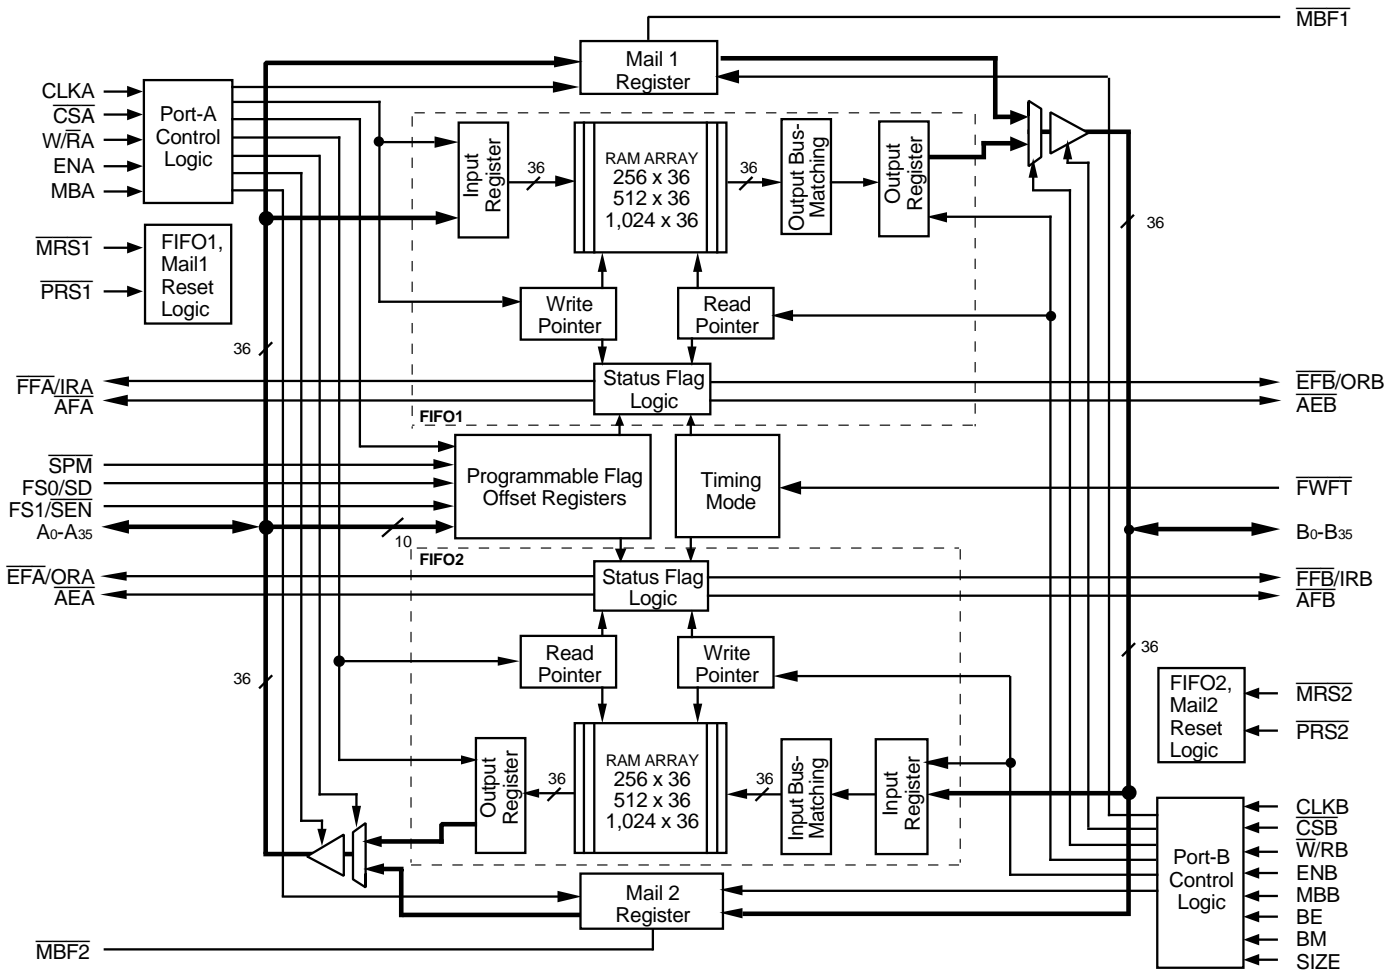 MBF1
Mail 1
Register
CLKA
CSA
W/RA
ENA
MBA
Port-A
Control
Logic
MRS1
PRS1
FIFO1,
Mail1
Reset
Logic
36
Input
Register
36
RAM ARRAY
256 x 36
512 x 36
1,024 x 36
36
Output Bus-
Matching
Output
Register
36
Write
Pointer
Read
Pointer
FFA/IRA
AFA
Status Flag
Logic
FIFO1
EFB/ORB
AEB
SPM
FS0/SD
FS1/SEN
A0-A35
Programmable Flag
Offset Registers
10
Timing
Mode
FWFT
B0-B35
EFA/ORA
AEA
FIFO2
Status Flag
Logic
FFB/IRB
AFB
36
Read
Pointer
Write
Pointer
36
FIFO2,
Mail2
Reset
Logic
MRS2
PRS2
Output
Register
36
RAM ARRAY
256 x 36
512 x 36
1,024 x 36
36
Input Bus-
Matching
Input
Register
Port-B
Control
Logic
CLKB
CSB
W/RB
ENB
MBB
BE
BM
SIZE
Mail 2
Register
MBF2